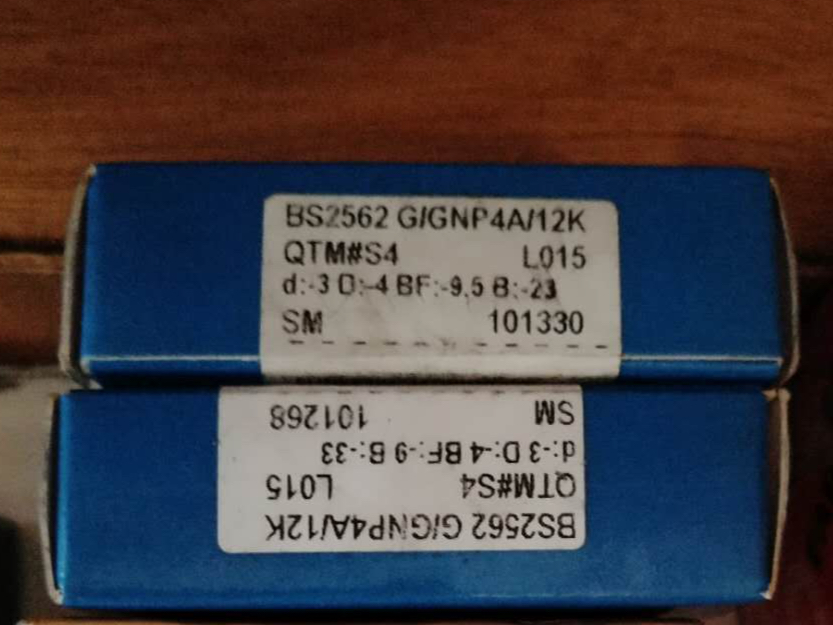 BS2562 G/GNP4A/12K
QTM#S4 L015
d:-3 D:-4 BF:-9.5 B:-23
SM 101330
BS2562 G/GNP4A/12K
QTM#S4 L015
d:-3 D:-4 BF:-9 B:-33
SM 101268